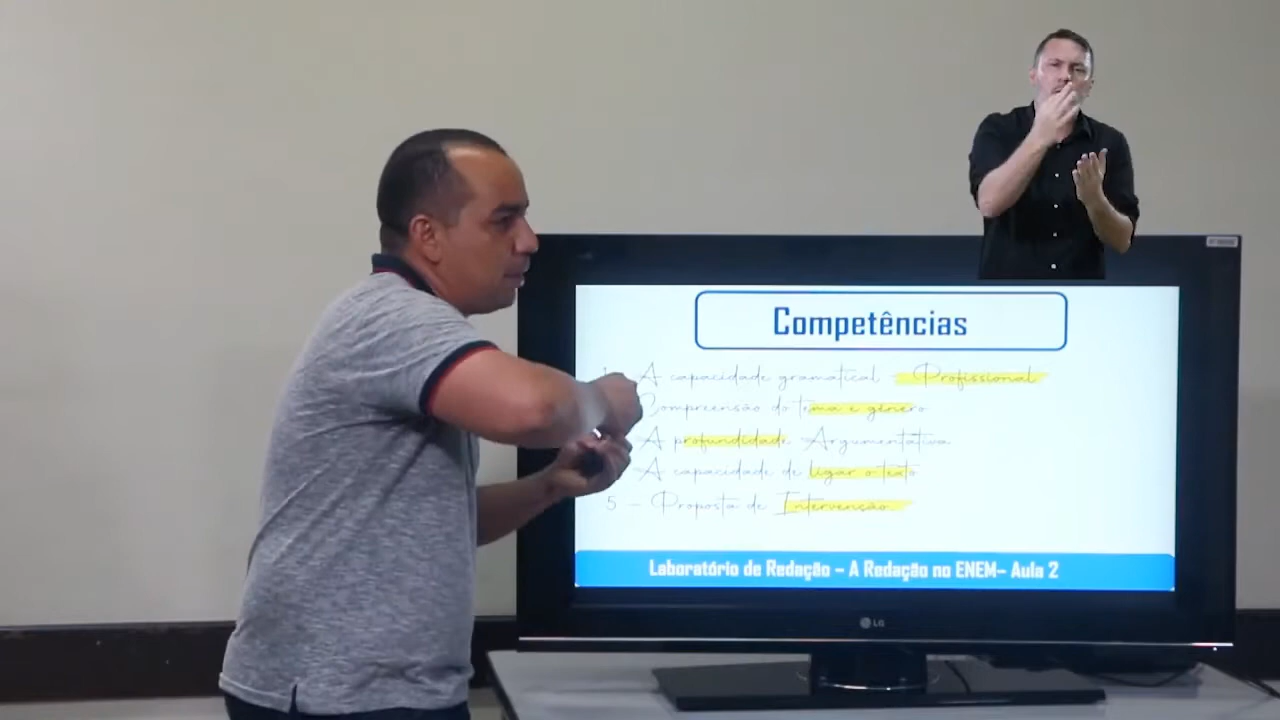 Competências
A capacidade gramatical - Profissional
Compreensão do tema e gênero
A profundidade Argumentativa
A capacidade de ligar o texto
5 - Proposta de Intervenção
Laboratório de Redação – A Redação no ENEM– Aula 2
LG